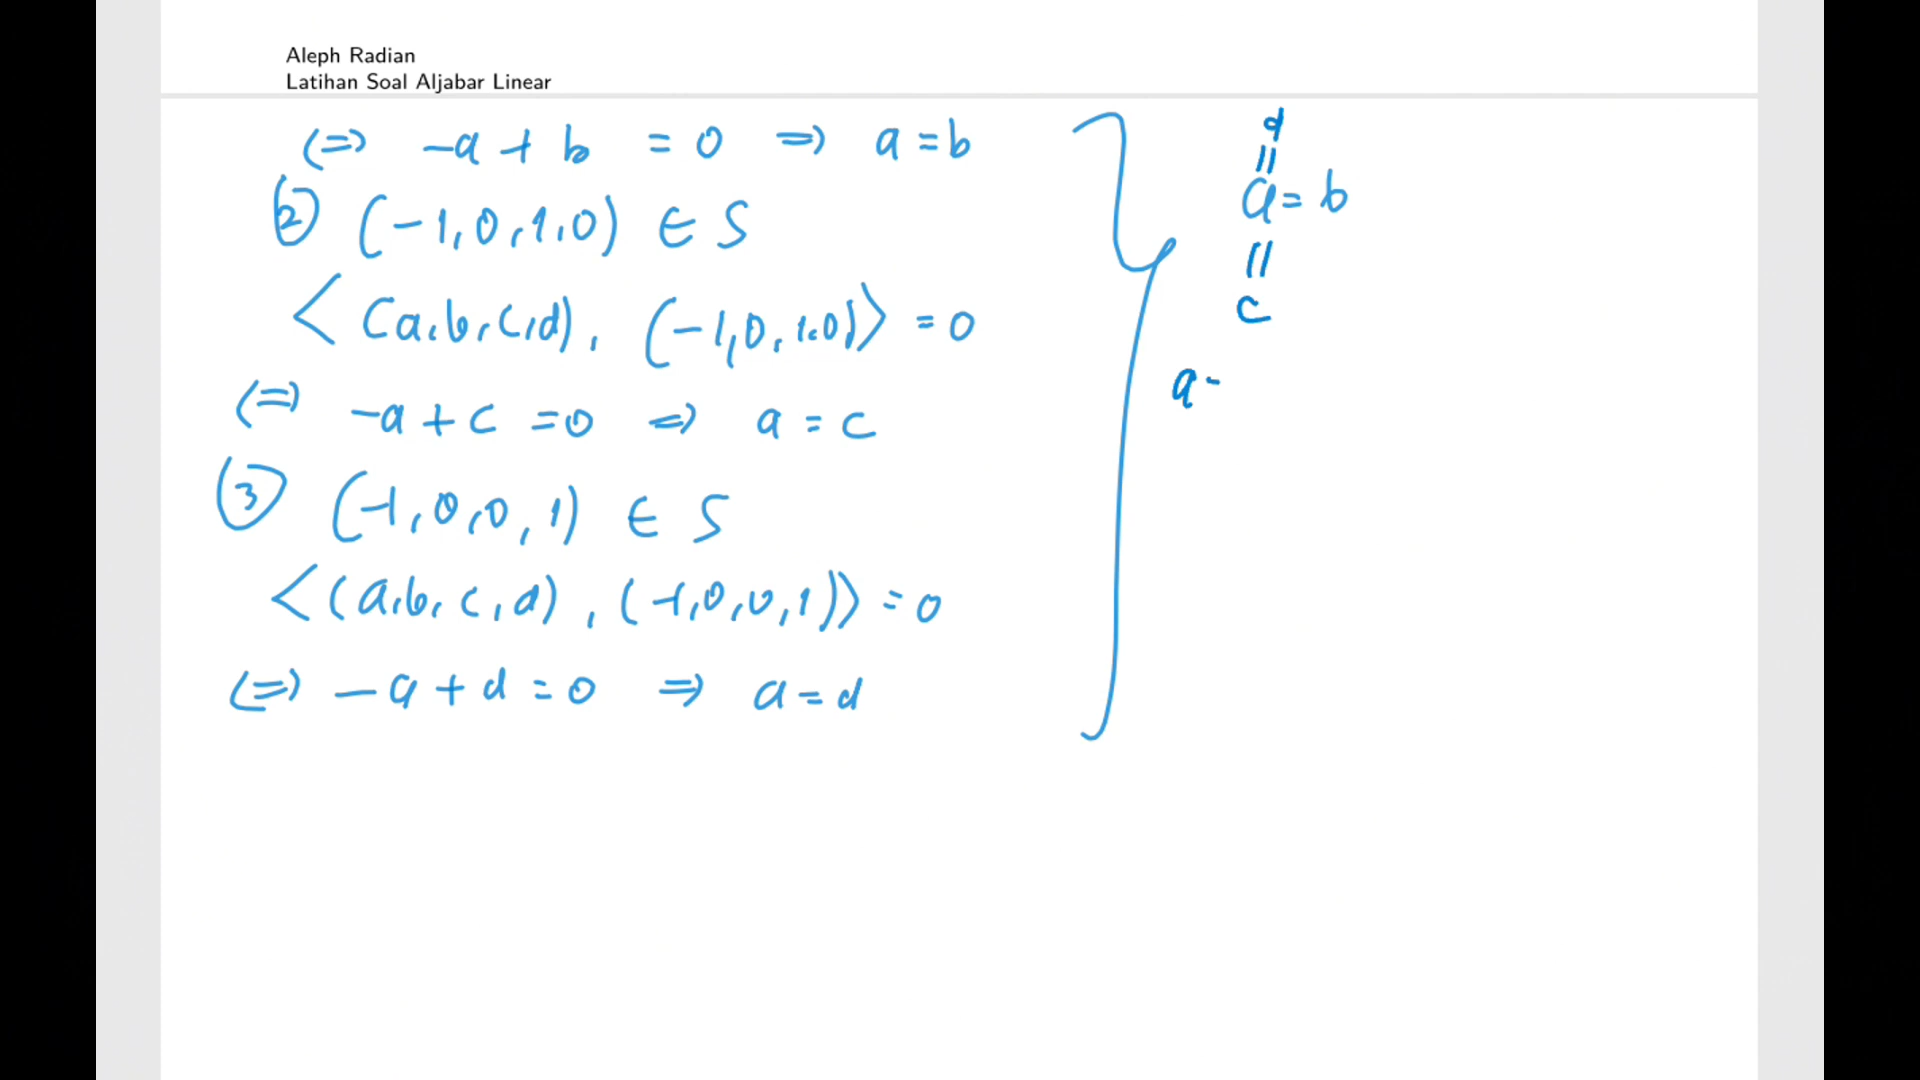 Aleph Radian
Latihan Soal Aljabar Linear
<=> -a + b = 0 => a = b
② (-1, 0, 1, 0) ∈ S
< (a, b, c, d), (-1, 0, 1, 0) > = 0
<=> -a + c = 0 => a = c
③ (-1, 0, 0, 1) ∈ S
< (a, b, c, d), (-1, 0, 0, 1) > = 0
<=> -a + d = 0 => a = d
d
||
a = b
||
c
a -